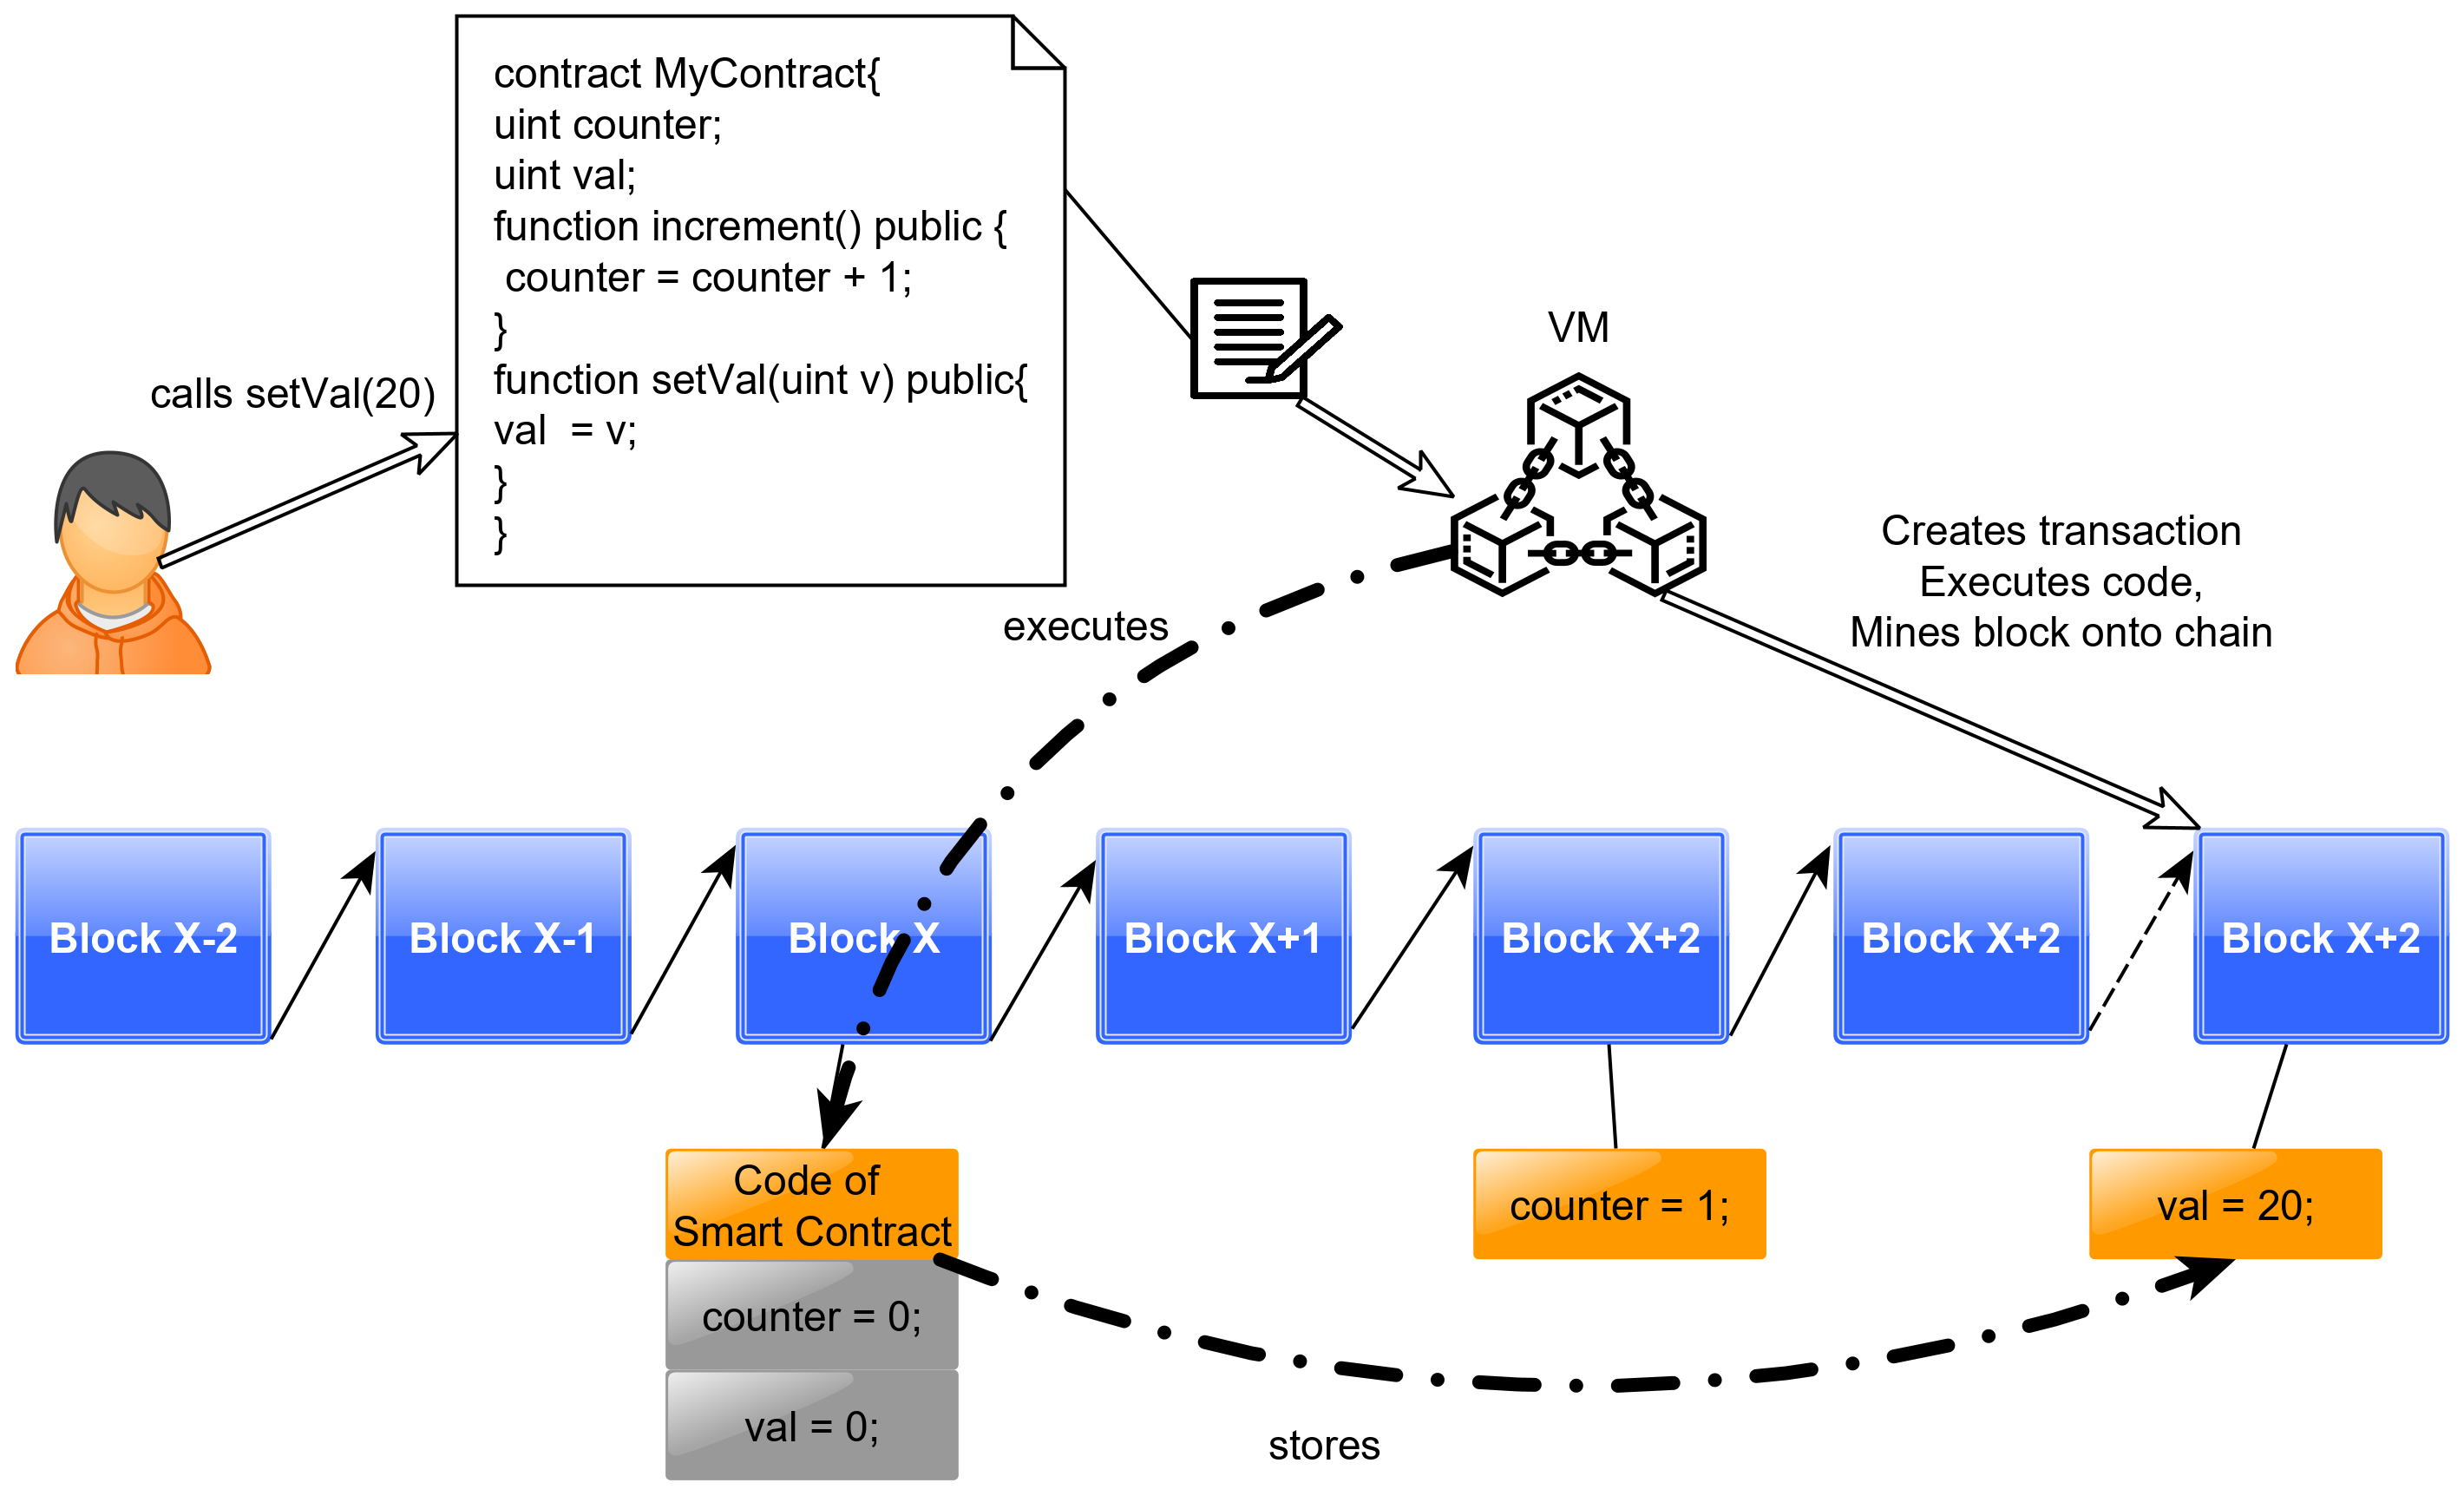 contract MyContract{
uint counter;
uint val;
function increment() public {
counter = counter + 1;
}
function setVal(uint v) public{
val  = v;
}
}
calls setVal(20)
VM
Creates transaction
Executes code,
Mines block onto chain
executes
Block X-2
Block X-1
Block X
Block X+1
Block X+2
Block X+2
Block X+2
Code of
Smart Contract
counter = 0;
val = 0;
counter = 1;
val = 20;
stores